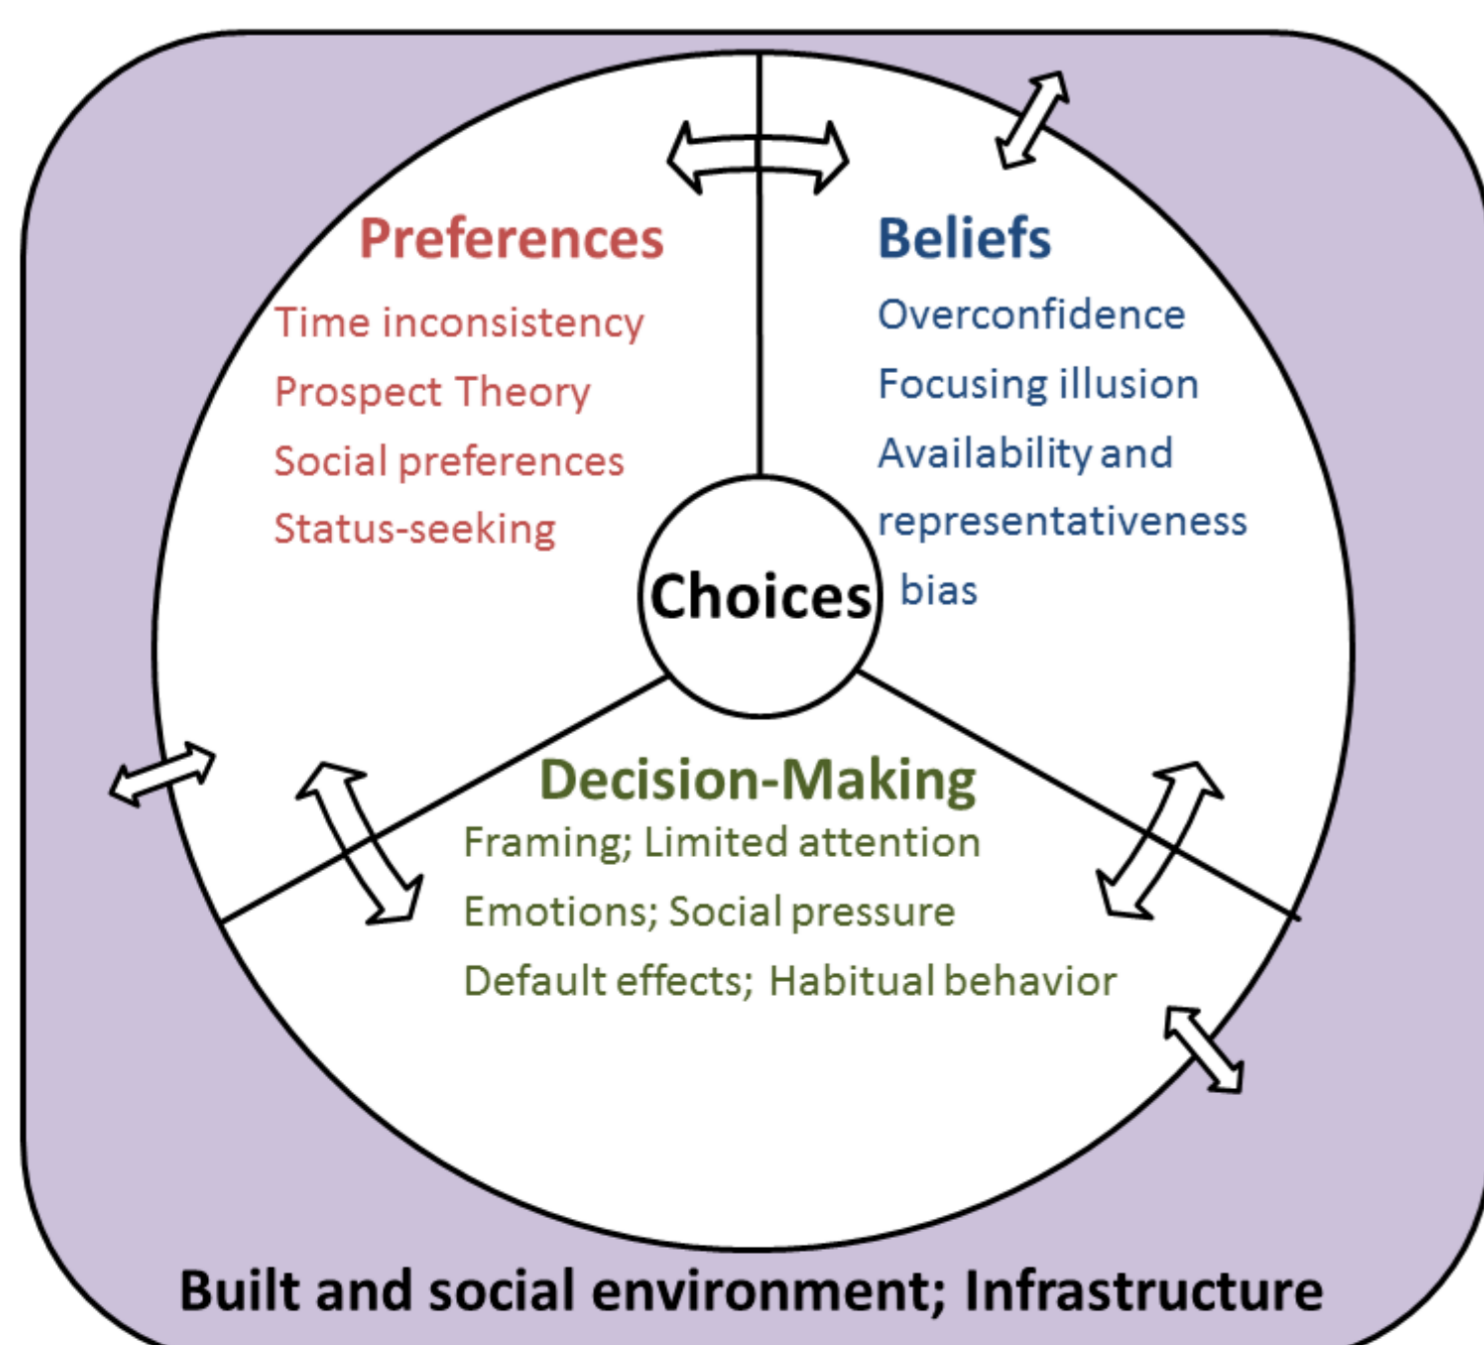 Preferences
Time inconsistency
Prospect Theory
Social preferences
Status-seeking
Beliefs
Overconfidence
Focusing illusion
Availability and
representativeness
bias
Choices
Decision-Making
Framing; Limited attention
Emotions; Social pressure
Default effects; Habitual behavior
Built and social environment; Infrastructure